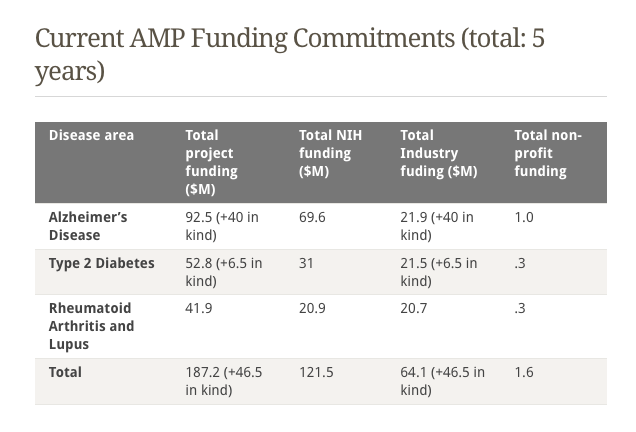 Current AMP Funding Commitments (total: 5
years)
Disease area
Total
project
funding
($M)
Total NIH
funding
($M)
Total
Industry
fuding ($M)
Total non-
profit
funding
Alzheimer's
Disease
92.5 (+40 in
kind)
69.6
21.9 (+40 in
kind)
1.0
Type 2 Diabetes
52.8 (+6.5 in
kind)
31
21.5 (+6.5 in
kind)
.3
Rheumatoid
Arthritis and
Lupus
41.9
20.9
20.7
.3
Total
187.2 (+46.5
in kind)
121.5
64.1 (+46.5 in
kind)
1.6